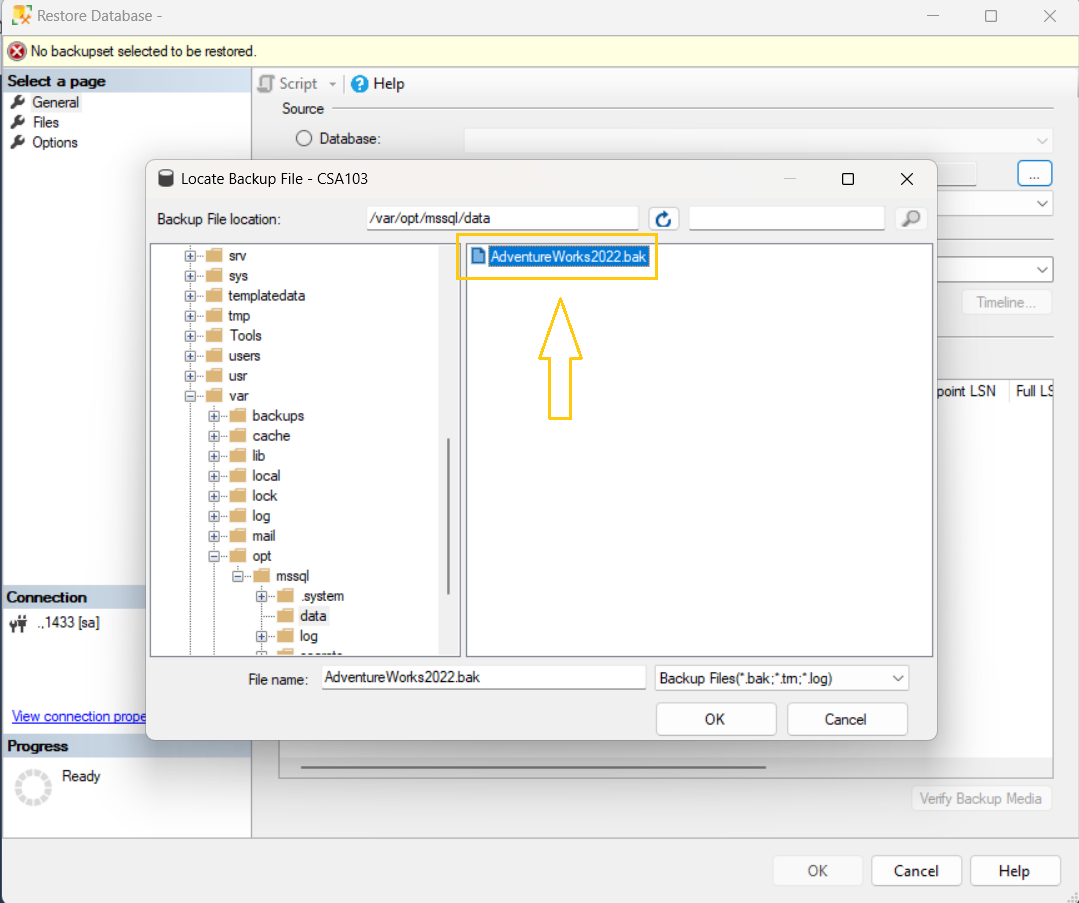 Restore Database -
No backupset selected to be restored.
Select a page
General
Files
Options
Script
Help
Source
Database:
...
Timeline...
point LSN
Full LS
Locate Backup File - CSA103
Backup File location:
/var/opt/mssql/data
srv
sys
templatedata
tmp
Tools
users
usr
var
backups
cache
lib
local
lock
log
mail
opt
mssql
.system
data
log
AdventureWorks2022.bak
File name:
AdventureWorks2022.bak
Backup Files(*.bak;*.trn;*.log)
OK
Cancel
Connection
.,1433 [sa]
View connection prope
Progress
Ready
Verify Backup Media
OK
Cancel
Help